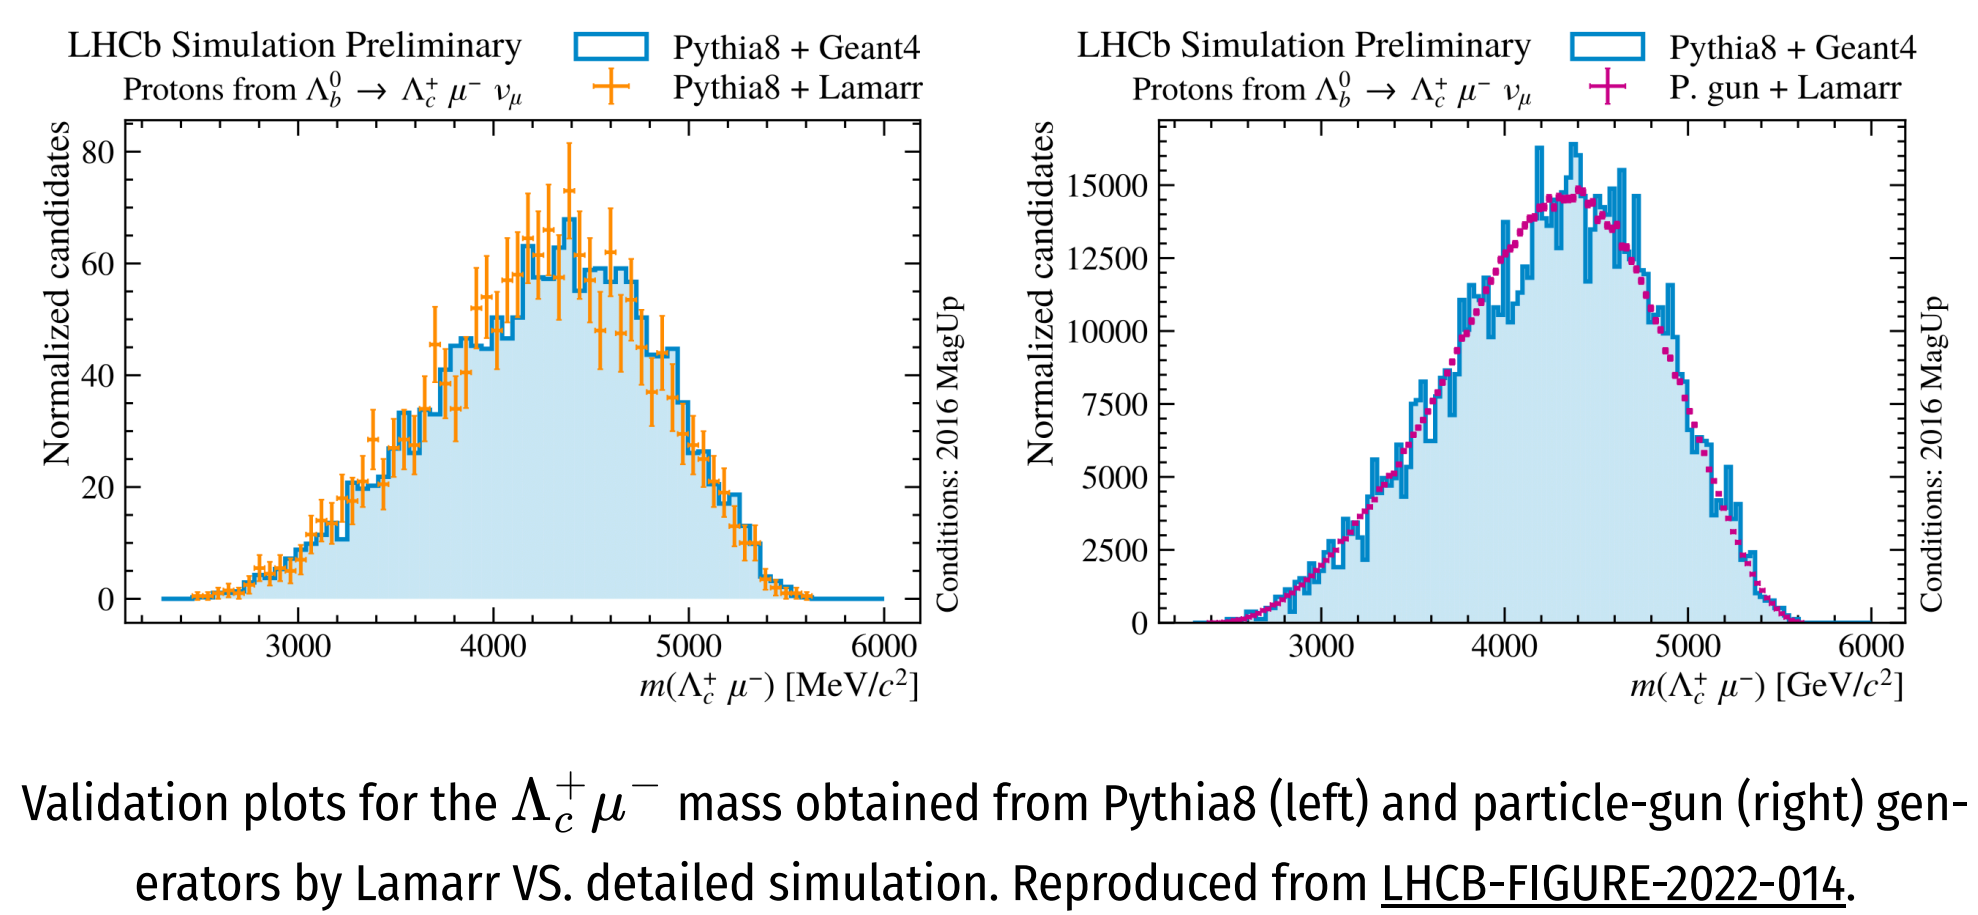 LHCb Simulation Preliminary
Protons from Λ_b^0 → Λ_c^+ μ^− ν_μ
Pythia8 + Geant4
Pythia8 + Lamarr
Normalized candidates
80
60
40
20
0
3000 4000 5000 6000
m(Λ_c^+ μ^−) [MeV/c^2]
Conditions: 2016 MagUp
LHCb Simulation Preliminary
Protons from Λ_b^0 → Λ_c^+ μ^− ν_μ
Pythia8 + Geant4
P. gun + Lamarr
Normalized candidates
15000
12500
10000
7500
5000
2500
0
3000 4000 5000 6000
m(Λ_c^+ μ^−) [GeV/c^2]
Conditions: 2016 MagUp
Validation plots for the Λ_c^+ μ^− mass obtained from Pythia8 (left) and particle-gun (right) gen-
erators by Lamarr VS. detailed simulation. Reproduced from LHCB-FIGURE-2022-014.